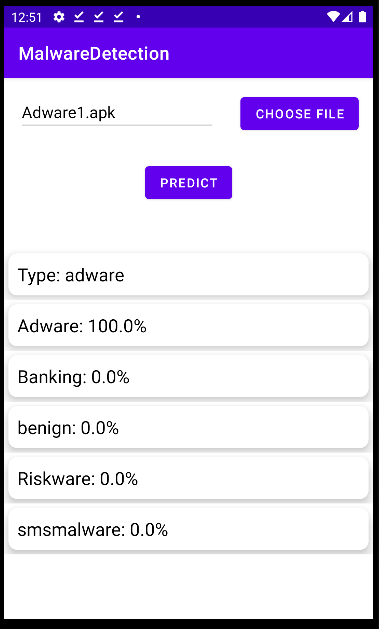 12:51
MalwareDetection
Adware1.apk
CHOOSE FILE
PREDICT
Type: adware
Adware: 100.0%
Banking: 0.0%
benign: 0.0%
Riskware: 0.0%
smsmalware: 0.0%